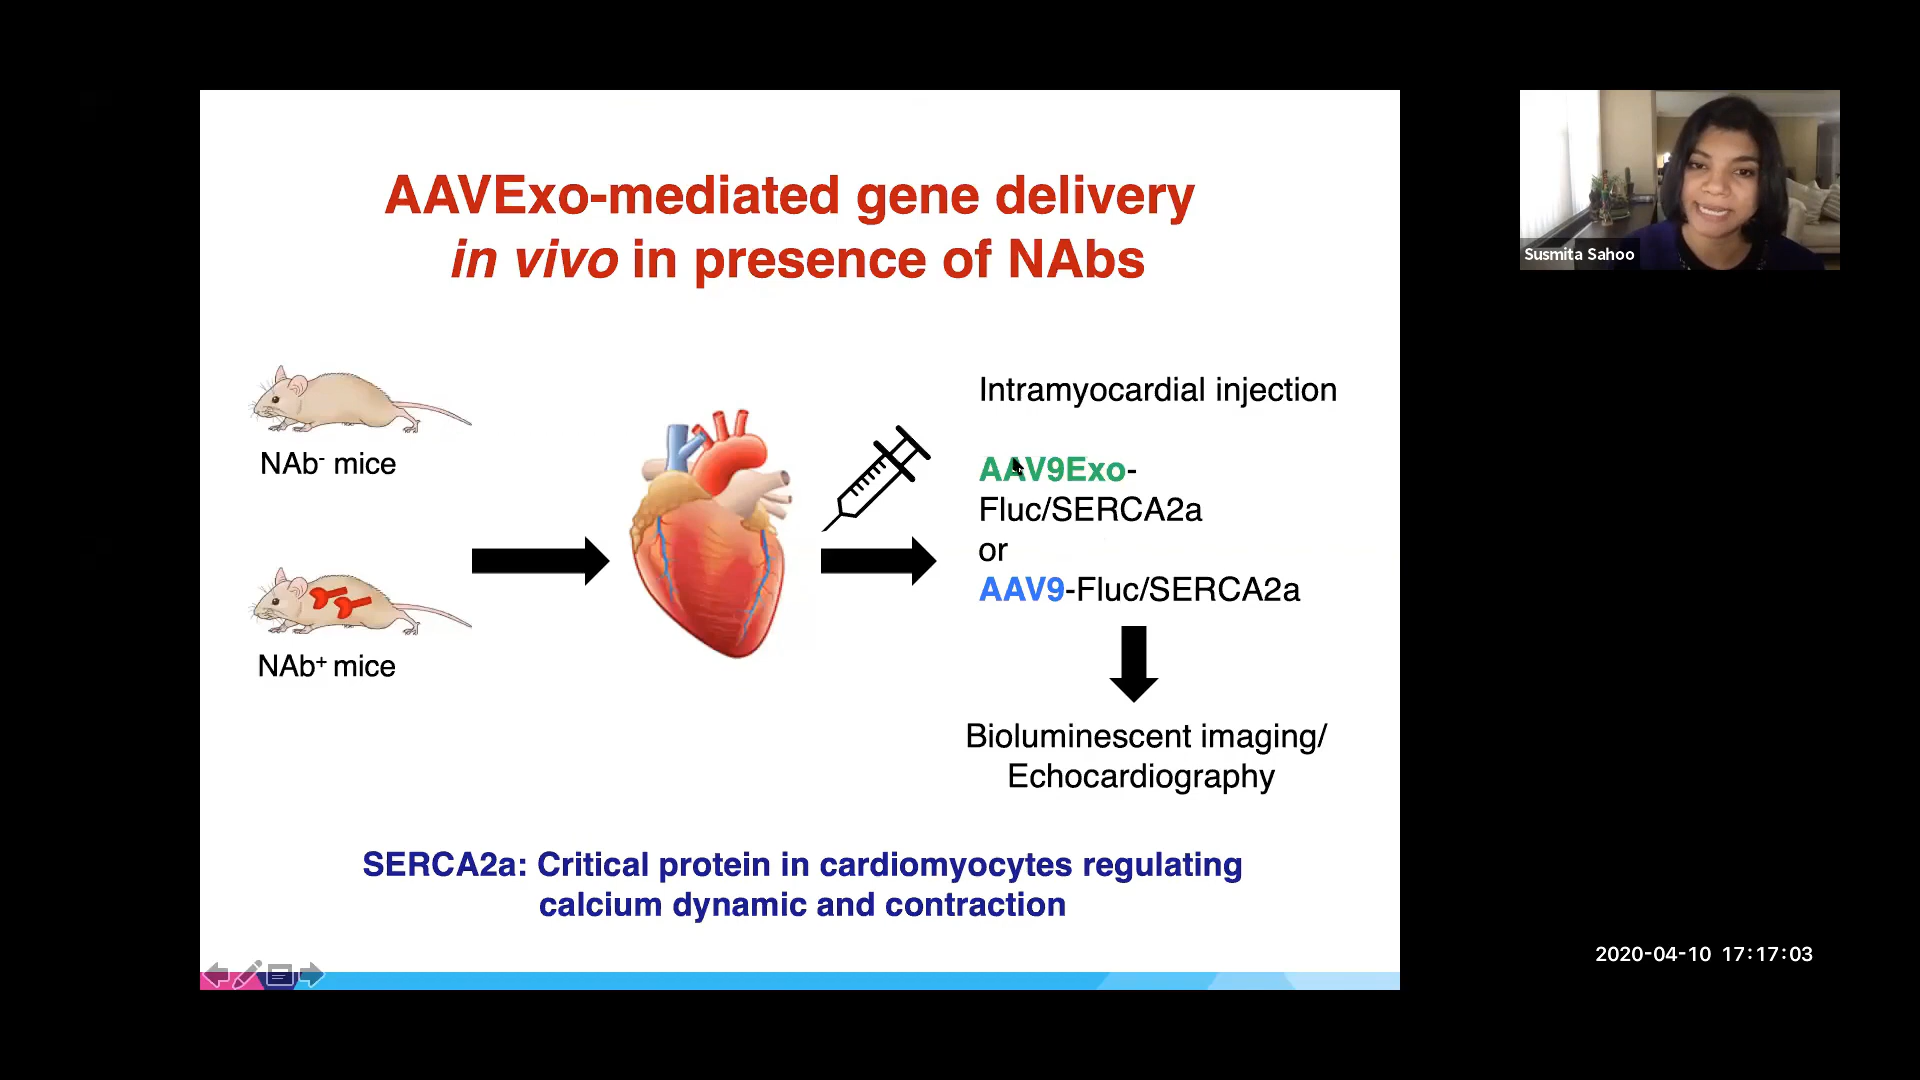 AAVExo-mediated gene delivery
in vivo in presence of NAbs
NAb⁻ mice
NAb⁺ mice
Intramyocardial injection
AAV9Exo-
Fluc/SERCA2a
or
AAV9-Fluc/SERCA2a
Bioluminescent imaging/
Echocardiography
SERCA2a: Critical protein in cardiomyocytes regulating
calcium dynamic and contraction
Susmita Sahoo
2020-04-10 17:17:03